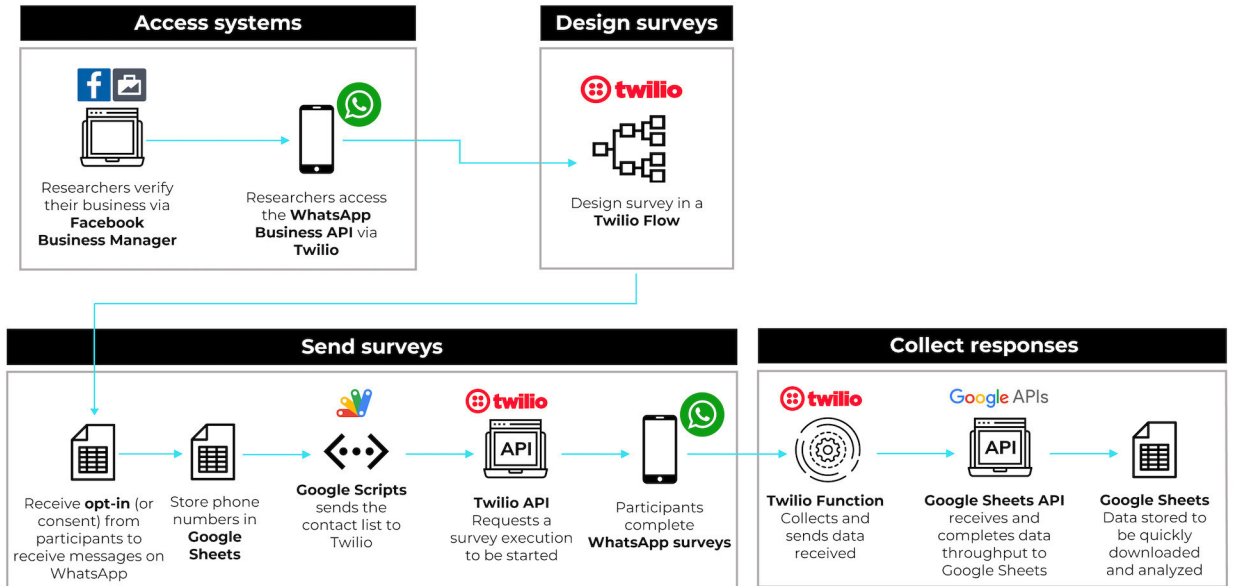 Access systems
Researchers verify
their business via
Facebook
Business Manager
Researchers access
the WhatsApp
Business API via
Twilio
Design surveys
twilio
Design survey in a
Twilio Flow
Send surveys
Receive opt-in (or
consent) from
participants to
receive messages on
WhatsApp
Store phone
numbers in
Google
Sheets
Google Scripts
sends the
contact list to
Twilio
twilio
API
Twilio API
Requests a
survey execution
to be started
Participants
complete
WhatsApp surveys
Collect responses
twilio
Twilio Function
Collects and
sends data
received
Google APIs
API
Google Sheets API
receives and
completes data
throughput to
Google Sheets
Google Sheets
Data stored to
be quickly
downloaded
and analyzed